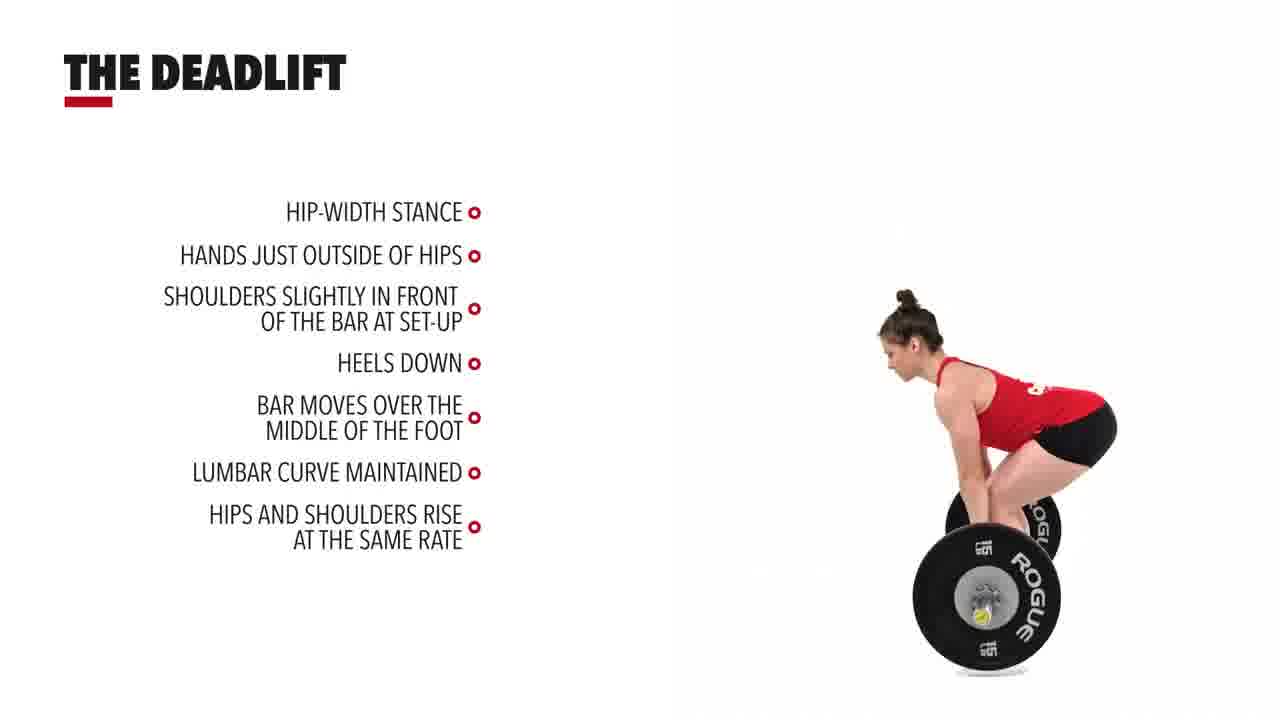 THE DEADLIFT
HIP-WIDTH STANCE
HANDS JUST OUTSIDE OF HIPS
SHOULDERS SLIGHTLY IN FRONT
OF THE BAR AT SET-UP
HEELS DOWN
BAR MOVES OVER THE
MIDDLE OF THE FOOT
LUMBAR CURVE MAINTAINED
HIPS AND SHOULDERS RISE
AT THE SAME RATE
ROGUE
15
ROGUE
15